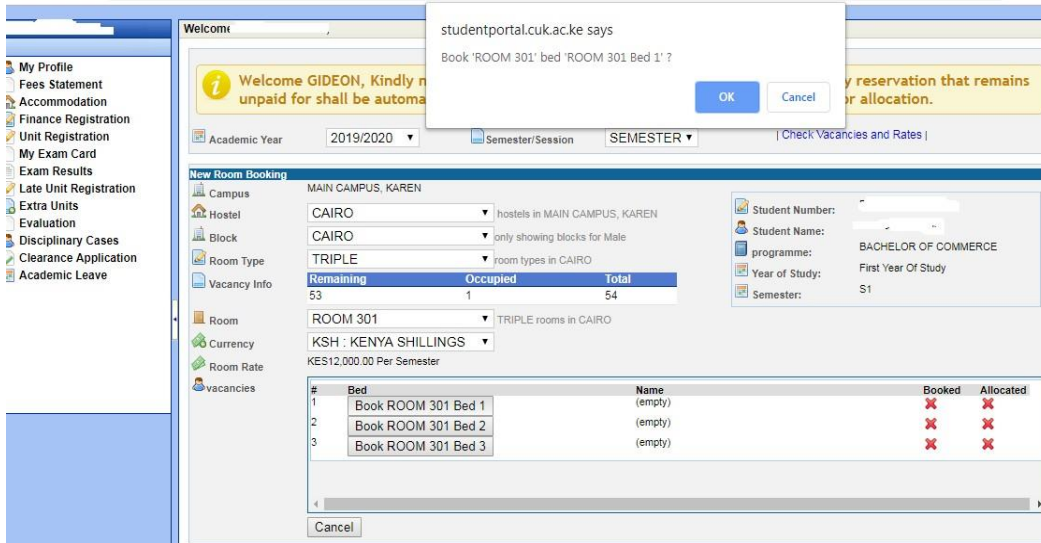 studentportal.cuk.ac.ke says
Book 'ROOM 301' bed 'ROOM 301 Bed 1' ?
OK Cancel
My Profile
Fees Statement
Accommodation
Finance Registration
Unit Registration
My Exam Card
Exam Results
Late Unit Registration
Extra Units
Evaluation
Disciplinary Cases
Clearance Application
Academic Leave
Welcome
Welcome GIDEON, Kindly y reservation that remains
unpaid for shall be automa or allocation.
Academic Year 2019/2020 Semester/Session SEMESTER | Check Vacancies and Rates |
New Room Booking
Campus MAIN CAMPUS, KAREN
Hostel CAIRO hostels in MAIN CAMPUS, KAREN
Block CAIRO only showing blocks for Male
Room Type TRIPLE room types in CAIRO
Vacancy Info Remaining Occupied Total
53 1 54
Room ROOM 301 TRIPLE rooms in CAIRO
Currency KSH : KENYA SHILLINGS
Room Rate KES12,000.00 Per Semester
vacancies
Student Number:
Student Name:
programme: BACHELOR OF COMMERCE
Year of Study: First Year Of Study
Semester: S1
# Bed Name Booked Allocated
1 Book ROOM 301 Bed 1 (empty)
2 Book ROOM 301 Bed 2 (empty)
3 Book ROOM 301 Bed 3 (empty)
Cancel